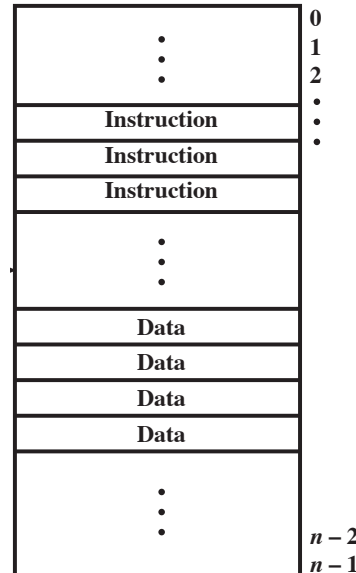 0
1
2
Instruction
Instruction
Instruction
Data
Data
Data
Data
n – 2
n – 1